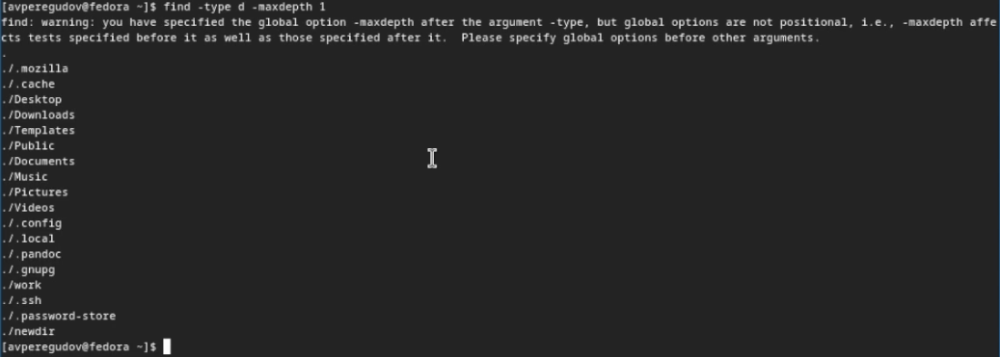 [avperegudov@fedora ~]$ find -type d -maxdepth 1
find: warning: you have specified the global option -maxdepth after the argument -type, but global options are not positional, i.e., -maxdepth affe
cts tests specified before it as well as those specified after it.  Please specify global options before other arguments.
.
./.mozilla
./.cache
./Desktop
./Downloads
./Templates
./Public
./Documents
./Music
./Pictures
./Videos
./.config
./.local
./.pandoc
./.gnupg
./work
./.ssh
./.password-store
./newdir
[avperegudov@fedora ~]$